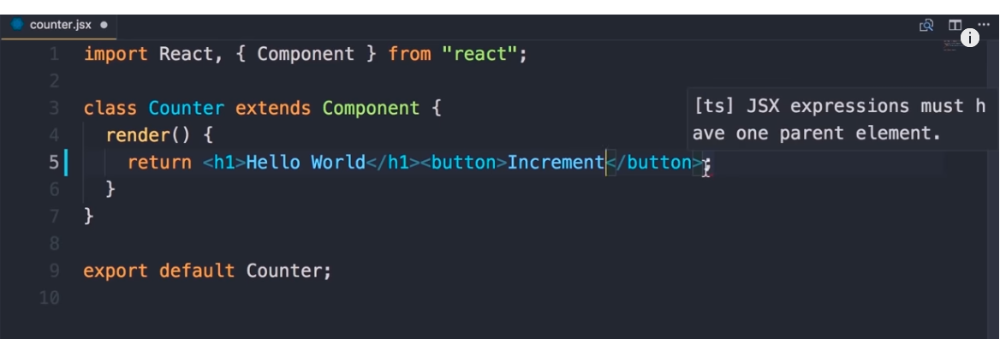 counter.jsx
1 import React, { Component } from "react";
2
3 class Counter extends Component {
4 render() {
5 return <h1>Hello World</h1><button>Increment</button>;
6 }
7 }
8
9 export default Counter;
10
[ts] JSX expressions must h
ave one parent element.